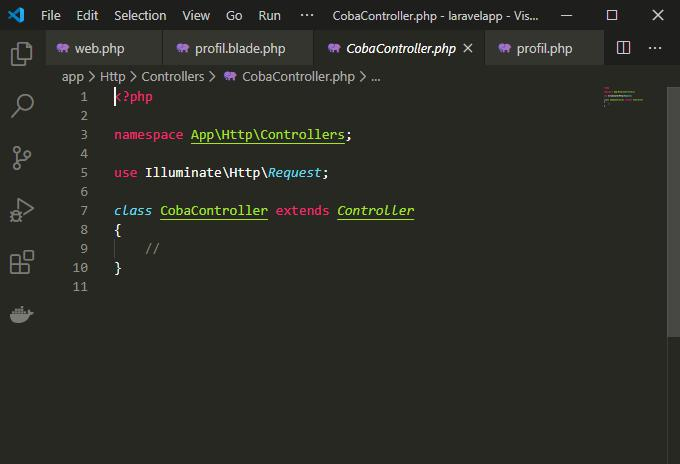 File Edit Selection View Go Run ··· CobaController.php - laravelapp - Vis...
web.php profil.blade.php CobaController.php profil.php ···
app > Http > Controllers > CobaController.php > ...
1 <?php
2
3 namespace App\Http\Controllers;
4
5 use Illuminate\Http\Request;
6
7 class CobaController extends Controller
8 {
9 //
10 }
11